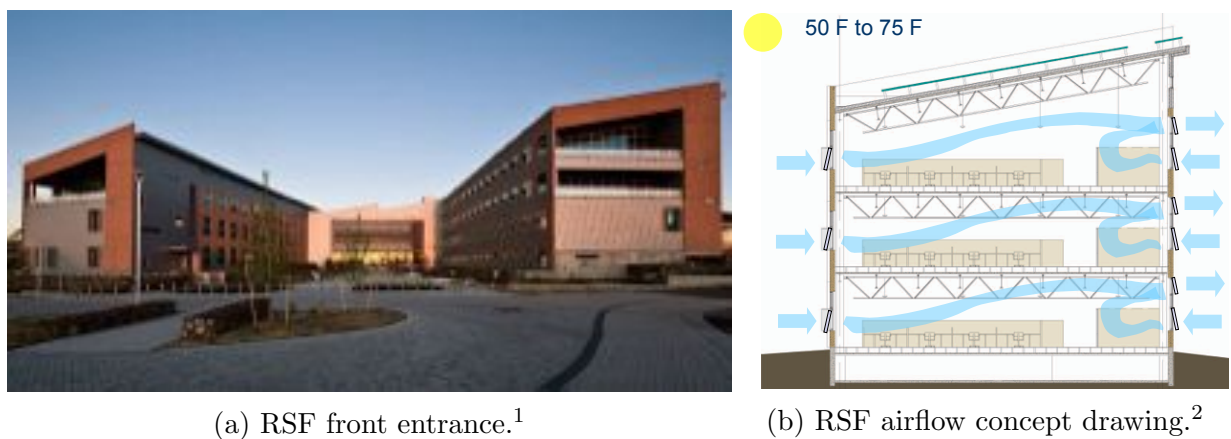 50 F to 75 F
(a) RSF front entrance.¹
(b) RSF airflow concept drawing.²